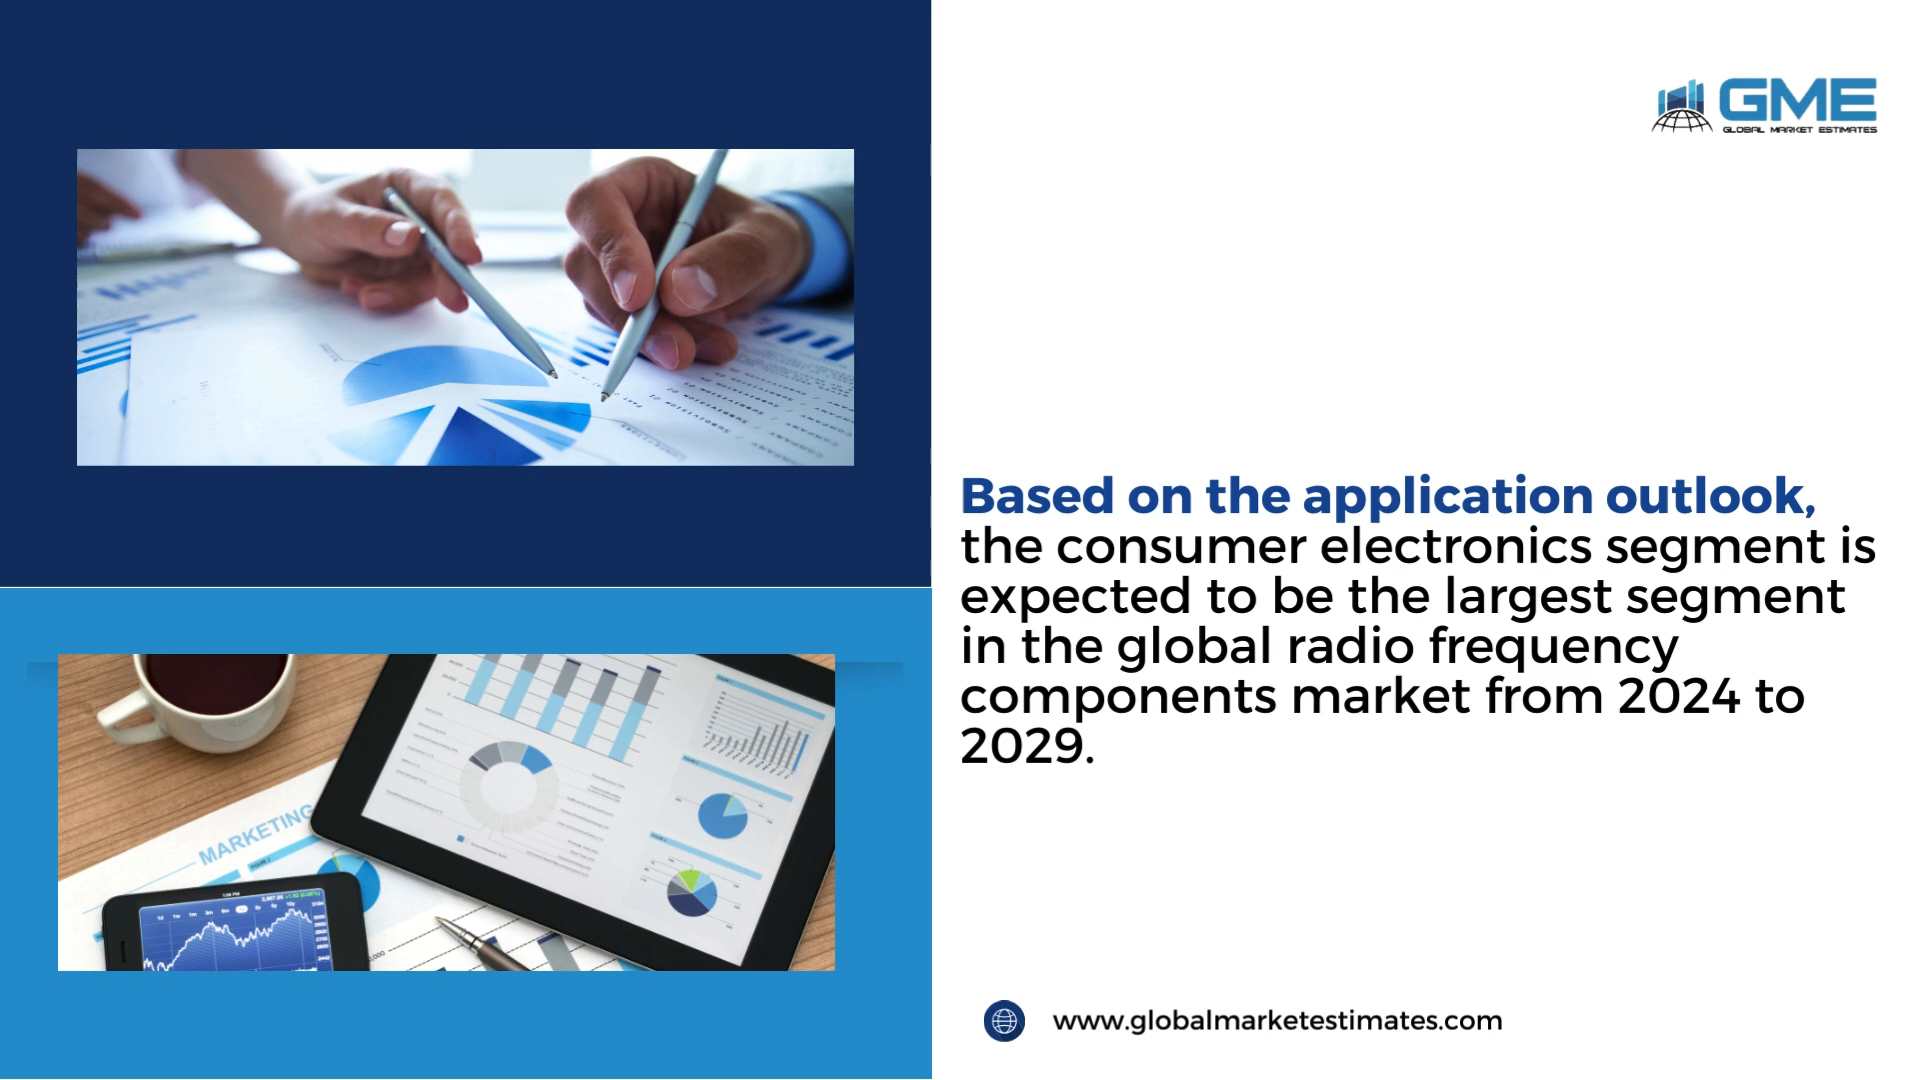 GME
GLOBAL MARKET ESTIMATES
Based on the application outlook,
the consumer electronics segment is
expected to be the largest segment
in the global radio frequency
components market from 2024 to
2029.
MARKETING
www.globalmarketestimates.com